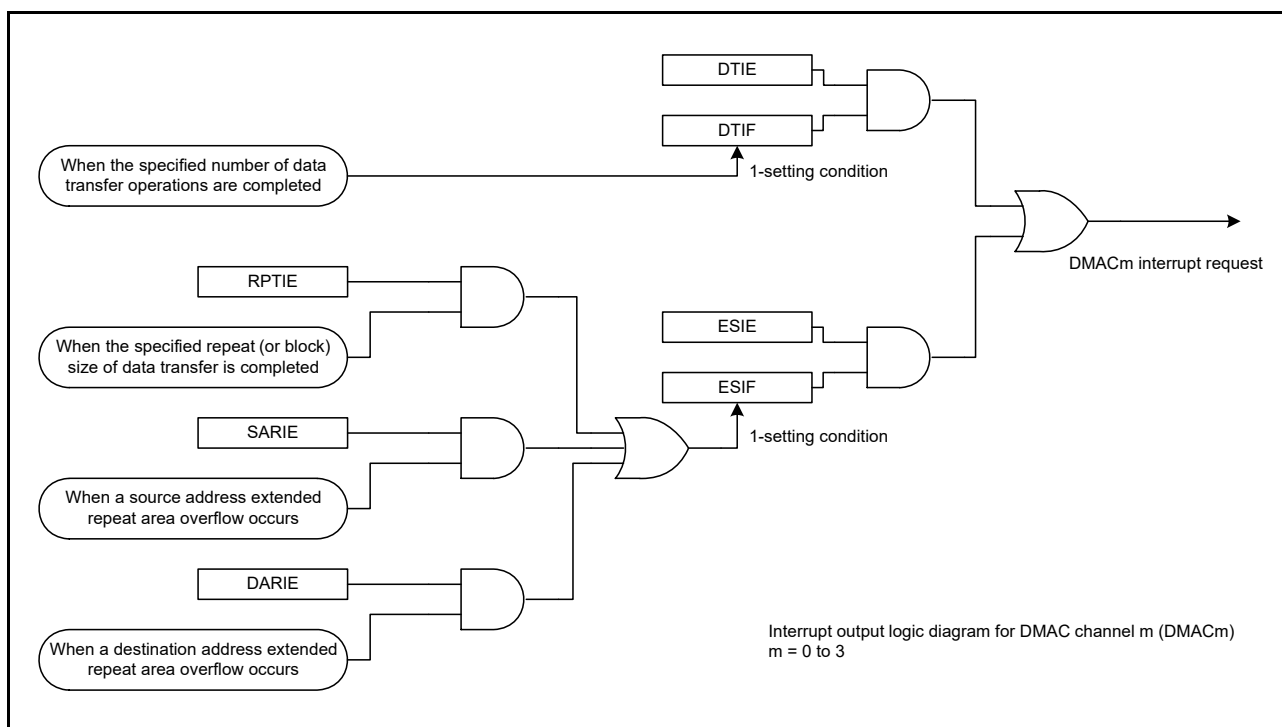 DTIE
DTIF
When the specified number of data
transfer operations are completed
1-setting condition
DMACm interrupt request
RPTIE
When the specified repeat (or block)
size of data transfer is completed
ESIE
ESIF
1-setting condition
SARIE
When a source address extended
repeat area overflow occurs
DARIE
When a destination address extended
repeat area overflow occurs
Interrupt output logic diagram for DMAC channel m (DMACm)
m = 0 to 3